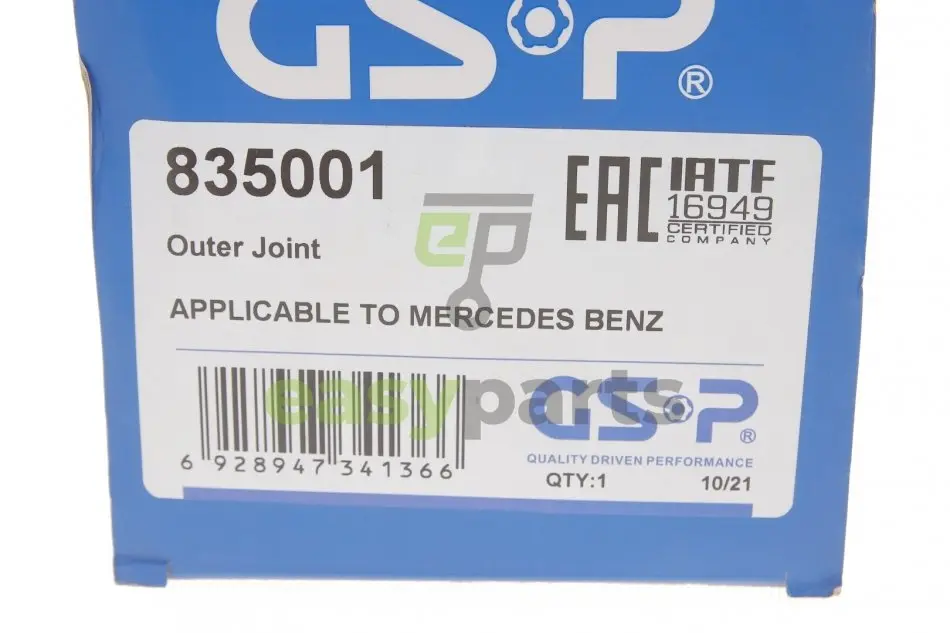 GSP®
835001
EAC
IATF
16949
CERTIFIED
COMPANY
Outer Joint
ep
APPLICABLE TO MERCEDES BENZ
easyparts
GSP®
QUALITY DRIVEN PERFORMANCE
6 928947 341366
QTY:1 10/21